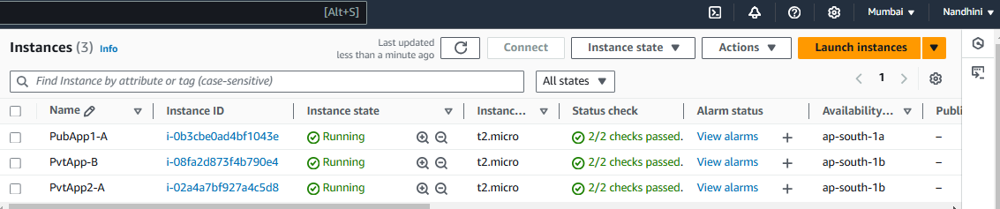 [Alt+S] Mumbai Nandhini
Instances (3) Info Last updated less than a minute ago Connect Instance state Actions Launch instances
Find Instance by attribute or tag (case-sensitive) All states 1
Name Instance ID Instance state Instanc... Status check Alarm status Availability... Publi
PubApp1-A i-0b3cbe0ad4bf1043e Running t2.micro 2/2 checks passed. View alarms + ap-south-1a –
PvtApp-B i-08fa2d873f4b790e4 Running t2.micro 2/2 checks passed. View alarms + ap-south-1b –
PvtApp2-A i-02a4a7bf927a4c5d8 Running t2.micro 2/2 checks passed. View alarms + ap-south-1b –